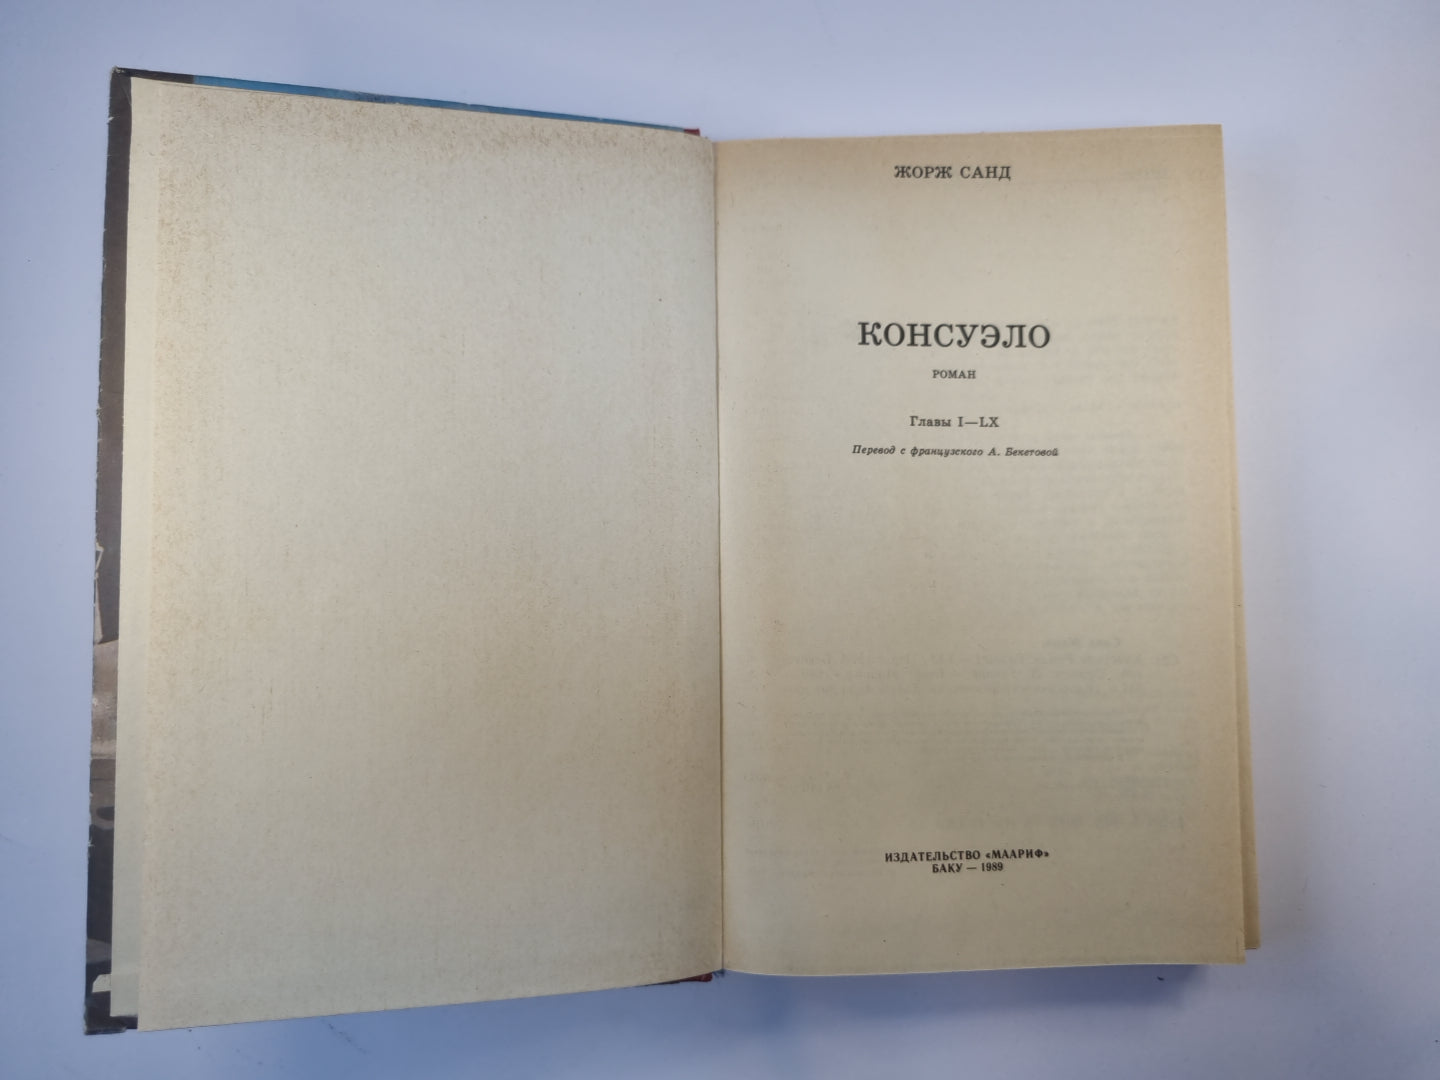 ЖОРЖ САНД
КОНСУЭЛО
РОМАН
Главы I—LX
Перевод с французского А. Бекетовой
ИЗДАТЕЛЬСТВО «МААРИФ»
БАКУ — 1989